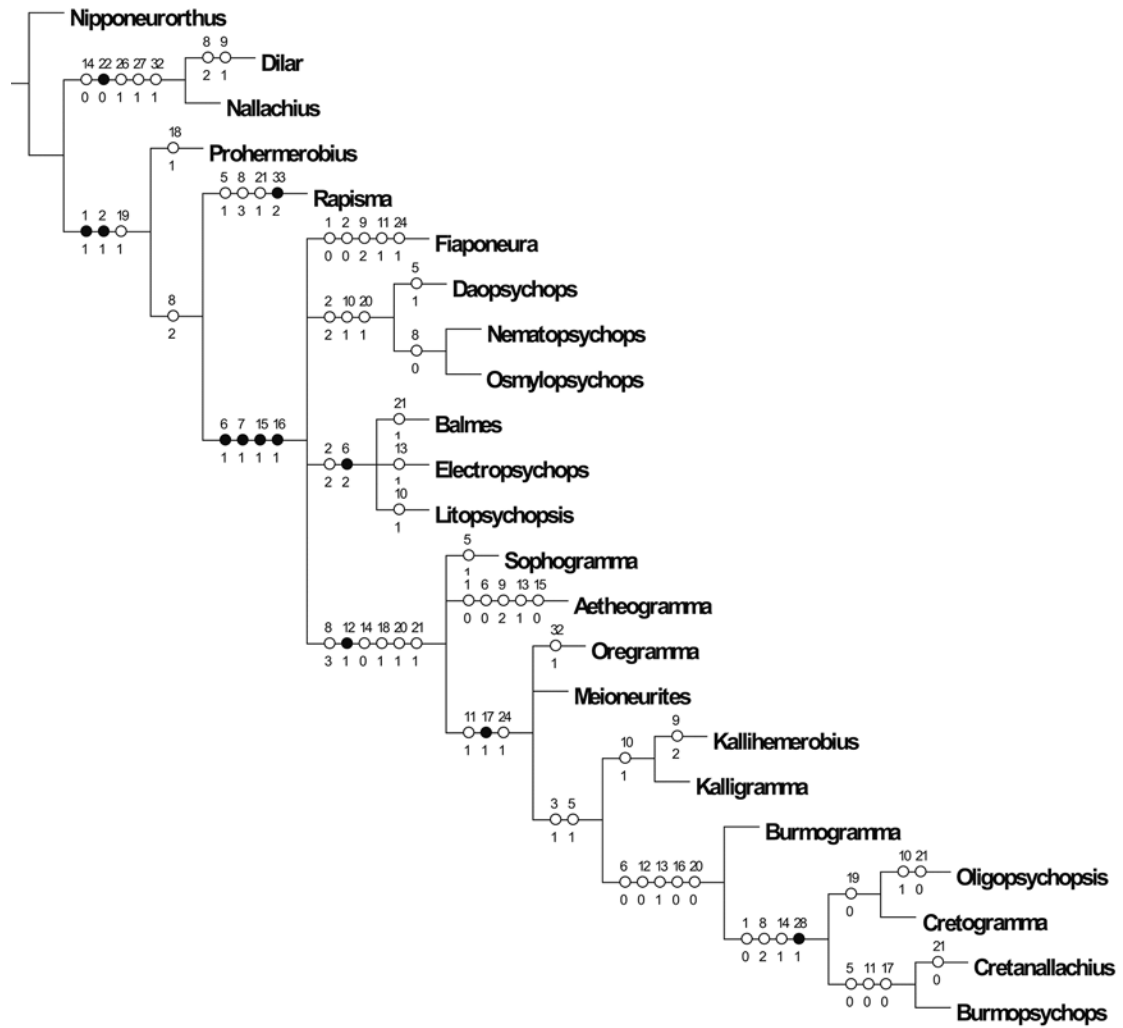 Nipponeurorthus
8 9
Dilar
2 1
14 22 26 27 32
0 0 1 1 1
Nallachius
18
Prohermerobius
1
5 8 21 33
Rapisma
1 3 1 2
1 2 19
1 1 1
1 2 9 11 24
Fiaponeura
0 0 2 1 1
5
Daopsychops
1
2 10 20
2 1 1
8
2
Nematopsychops
8
0
Osmylopsychops
21
Balmes
1
6 7 15 16
1 1 1 1
2 6
2 2
13
Electropsychops
1
10
Litopsychopsis
1
5
Sophogramma
1
1 6 9 13 15
Aetheogramma
0 0 2 1 0
8 12 14 18 20 21
3 1 0 1 1 1
32
Oregramma
1
Meioneurites
11 17 24
1 1 1
9
Kallihemerobius
2
10
1
Kalligramma
3 5
1 1
Burmogramma
6 12 13 16 20
0 0 1 0 0
10 21
Oligopsychopsis
1 0
19
0
Cretogramma
1 8 14 28
0 2 1 1
21
Cretanallachius
0
5 11 17
0 0 0
Burmopsychops